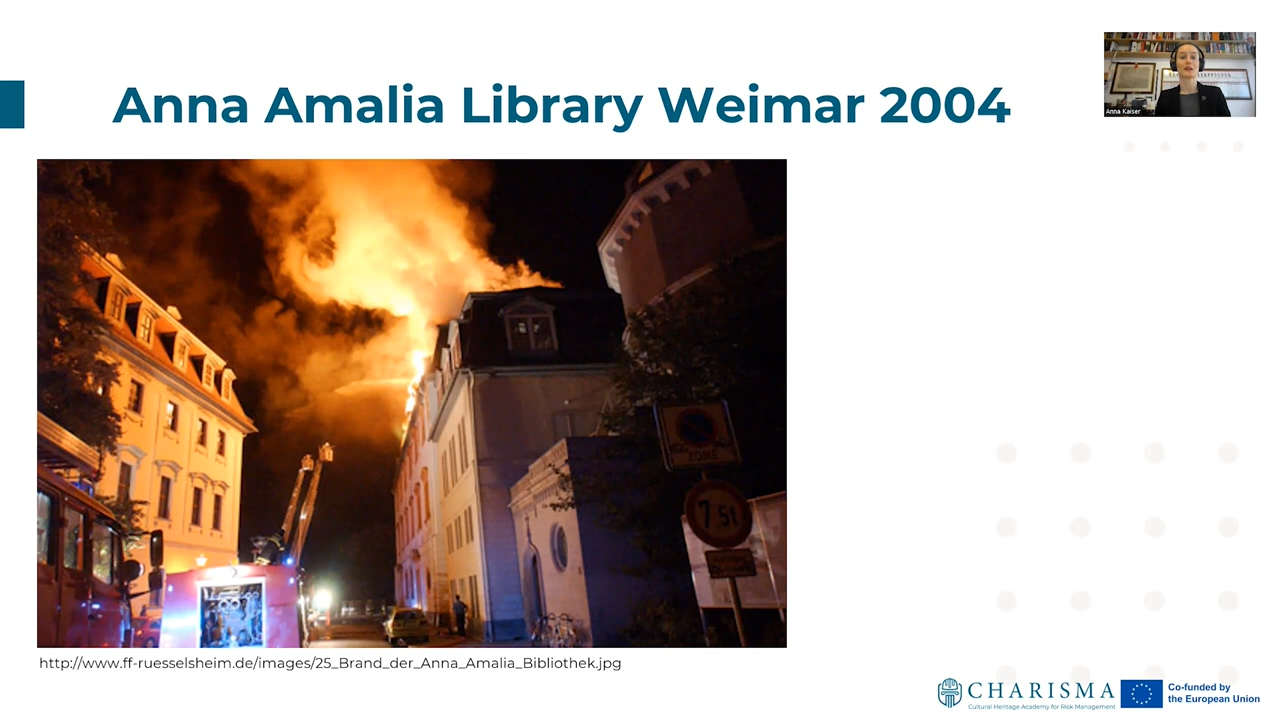 Anna Amalia Library Weimar 2004
Anna Kaiser
ZONE
7,5t
http://www.ff-ruesselsheim.de/images/25_Brand_der_Anna_Amalia_Bibliothek.jpg
CHARISMA
Cultural Heritage Academy for Risk Management
Co-funded by
the European Union